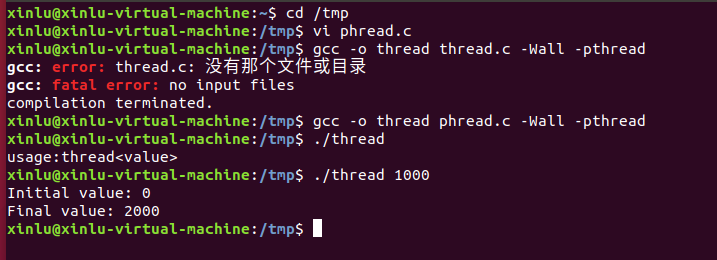 xinlu@xinlu-virtual-machine:~$ cd /tmp
xinlu@xinlu-virtual-machine:/tmp$ vi phread.c
xinlu@xinlu-virtual-machine:/tmp$ gcc -o thread thread.c -Wall -pthread
gcc: error: thread.c: 没有那个文件或目录
gcc: fatal error: no input files
compilation terminated.
xinlu@xinlu-virtual-machine:/tmp$ gcc -o thread phread.c -Wall -pthread
xinlu@xinlu-virtual-machine:/tmp$ ./thread
usage:thread<value>
xinlu@xinlu-virtual-machine:/tmp$ ./thread 1000
Initial value: 0
Final value: 2000
xinlu@xinlu-virtual-machine:/tmp$